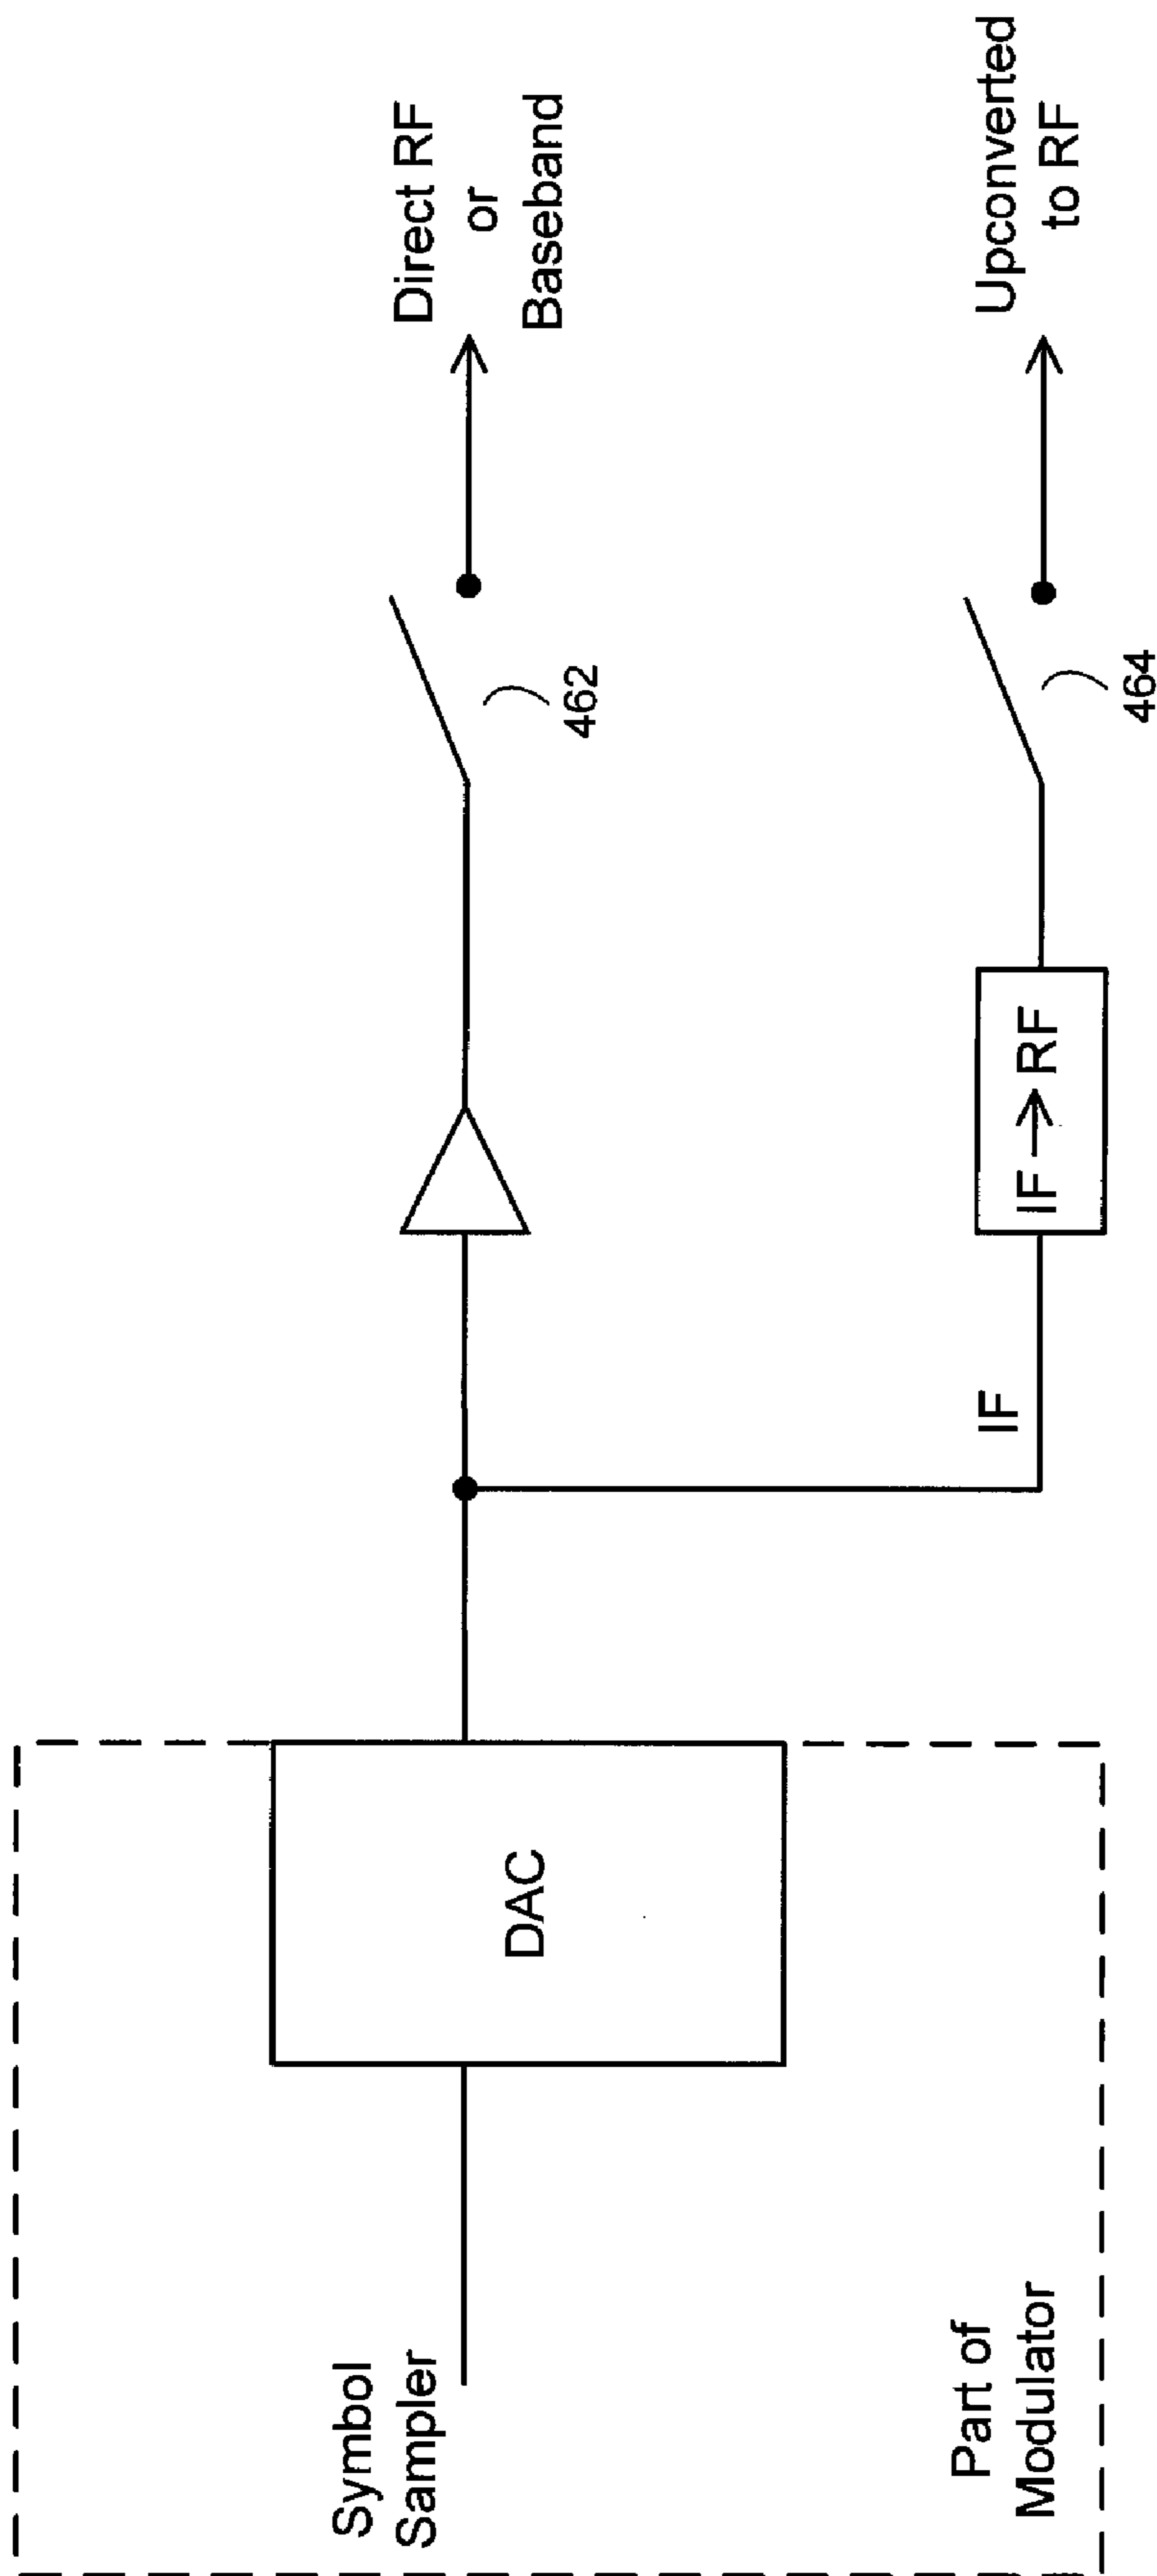 Symbol
Sampler
DAC
Part of
Modulator
IF
IF → RF
462
464
Direct RF
or
Baseband
Upconverted
to RF